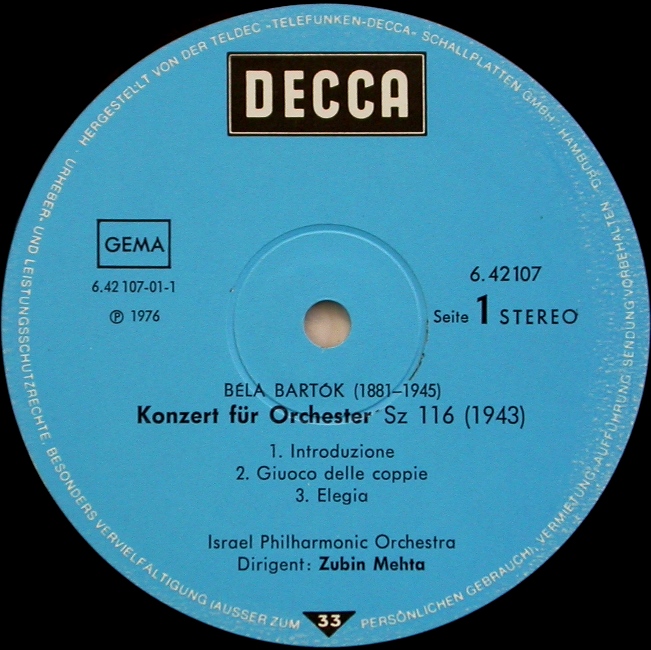 HERGESTELLT VON DER TELDEC »TELEFUNKEN-DECCA« SCHALLPLATTEN GMBH · HAMBURG ·
DECCA
GEMA
6.42 107-01-1
℗ 1976
6.42107
Seite 1 STEREO
BÉLA BARTÓK (1881–1945)
Konzert für Orchester Sz 116 (1943)
1. Introduzione
2. Giuoco delle coppie
3. Elegia
Israel Philharmonic Orchestra
Dirigent: Zubin Mehta
URHEBER- UND LEISTUNGSSCHUTZRECHTE, BESONDERS VERVIELFÄLTIGUNG (AUSSER ZUM
33
PERSÖNLICHEN GEBRAUCH), VERMIETUNG, AUFFÜHRUNG, SENDUNG VORBEHALTEN